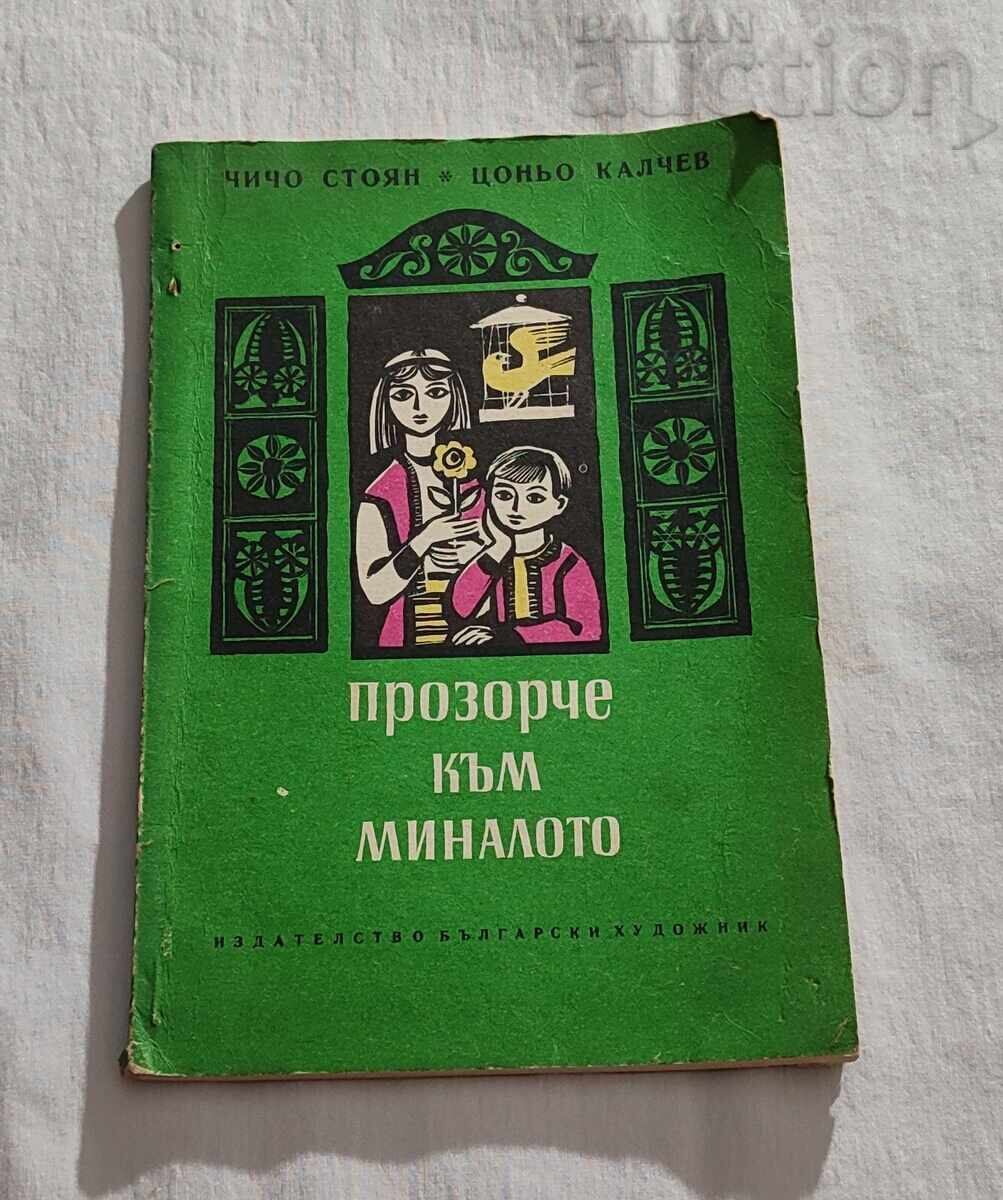 BALKAN
auction
ЧИЧО СТОЯН * ЦОНЬО КАЛЧЕВ
прозорче
към
миналото
ИЗДАТЕЛСТВО БЪЛГАРСКИ ХУДОЖНИК